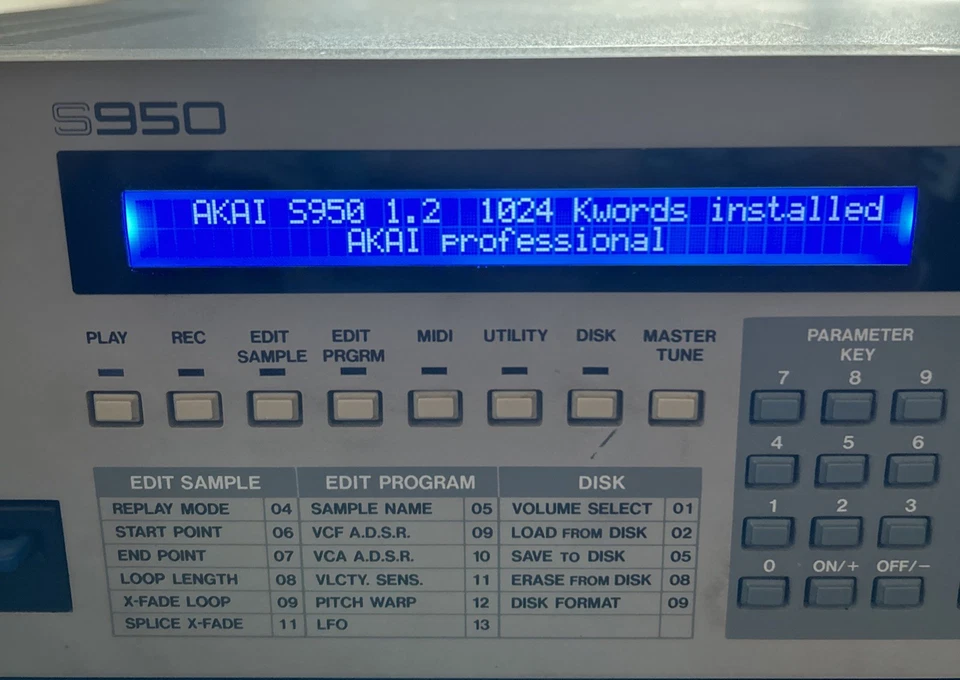 S950
AKAI S950 1.2 1024 Kwords installed
AKAI professional
PLAY
REC
EDIT
SAMPLE
EDIT
PRGRM
MIDI
UTILITY
DISK
MASTER
TUNE
PARAMETER
KEY
7 8 9
4 5 6
1 2 3
0 ON/+ OFF/−
EDIT SAMPLE
REPLAY MODE 04
START POINT 06
END POINT 07
LOOP LENGTH 08
X-FADE LOOP 09
SPLICE X-FADE 11
EDIT PROGRAM
SAMPLE NAME 05
VCF A.D.S.R. 09
VCA A.D.S.R. 10
VLCTY. SENS. 11
PITCH WARP 12
LFO 13
DISK
VOLUME SELECT 01
LOAD FROM DISK 02
SAVE TO DISK 05
ERASE FROM DISK 08
DISK FORMAT 09